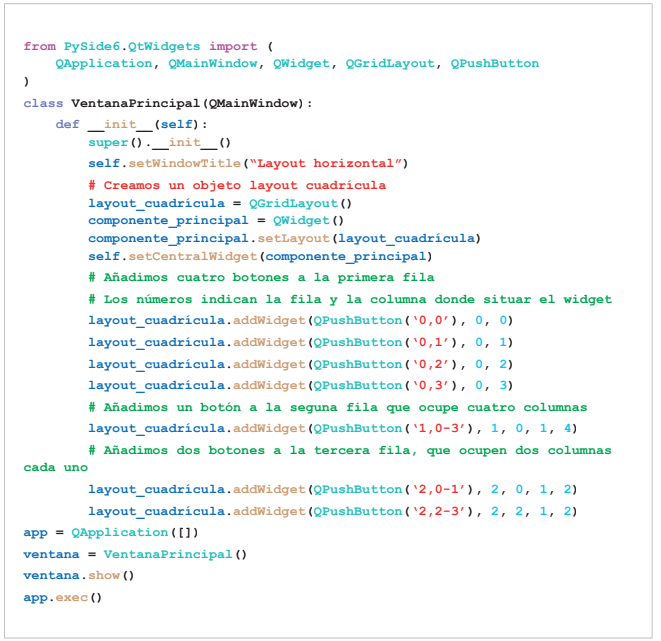 from PySide6.QtWidgets import (
    QApplication, QMainWindow, QWidget, QGridLayout, QPushButton
)
class VentanaPrincipal(QMainWindow):
    def __init__(self):
        super().__init__()
        self.setWindowTitle(“Layout horizontal”)
        # Creamos un objeto layout cuadrícula
        layout_cuadrícula = QGridLayout()
        componente_principal = QWidget()
        componente_principal.setLayout(layout_cuadrícula)
        self.setCentralWidget(componente_principal)
        # Añadimos cuatro botones a la primera fila
        # Los números indican la fila y la columna donde situar el widget
        layout_cuadrícula.addWidget(QPushButton(‘0,0’), 0, 0)
        layout_cuadrícula.addWidget(QPushButton(‘0,1’), 0, 1)
        layout_cuadrícula.addWidget(QPushButton(‘0,2’), 0, 2)
        layout_cuadrícula.addWidget(QPushButton(‘0,3’), 0, 3)
        # Añadimos un botón a la seguna fila que ocupe cuatro columnas
        layout_cuadrícula.addWidget(QPushButton(‘1,0-3’), 1, 0, 1, 4)
        # Añadimos dos botones a la tercera fila, que ocupen dos columnas
cada uno
        layout_cuadrícula.addWidget(QPushButton(‘2,0-1’), 2, 0, 1, 2)
        layout_cuadrícula.addWidget(QPushButton(‘2,2-3’), 2, 2, 1, 2)
app = QApplication([])
ventana = VentanaPrincipal()
ventana.show()
app.exec()